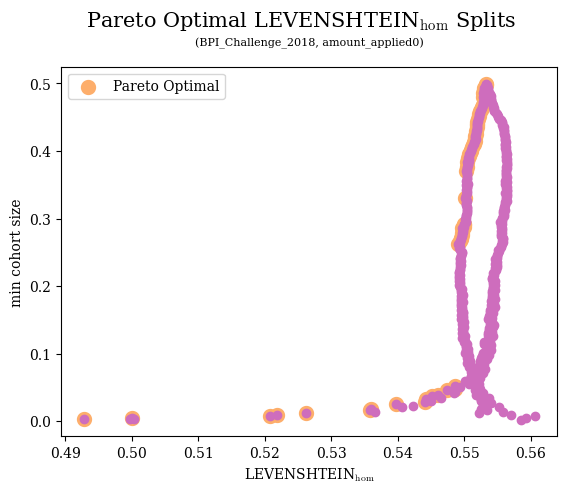 Pareto Optimal LEVENSHTEIN_hom Splits
(BPI_Challenge_2018, amount_applied0)
Pareto Optimal
min cohort size
0.5
0.4
0.3
0.2
0.1
0.0
0.49 0.50 0.51 0.52 0.53 0.54 0.55 0.56
LEVENSHTEIN_hom